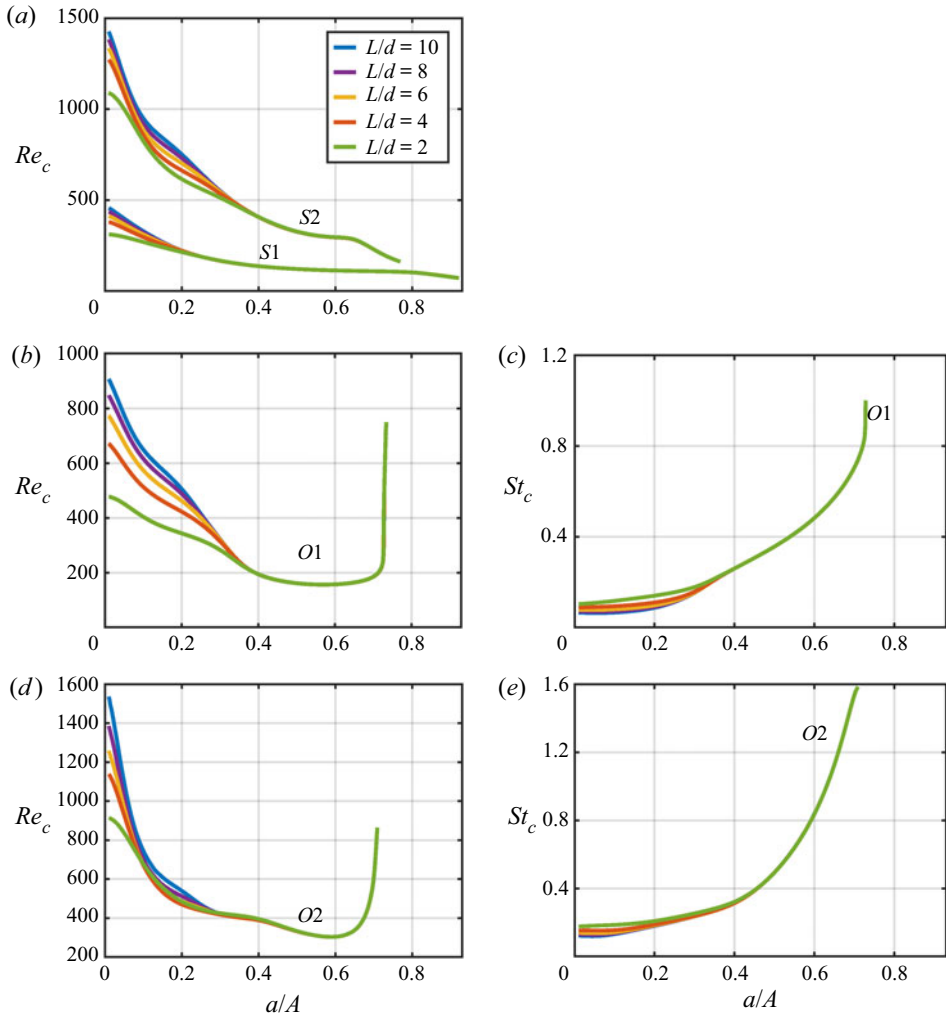 (a)
1500
1000
Re_c
500
0
0.2
0.4
0.6
0.8
L/d = 10
L/d = 8
L/d = 6
L/d = 4
L/d = 2
S2
S1
(b)
1000
800
600
Re_c
400
200
0
0.2
0.4
0.6
0.8
O1
(c)
1.2
0.8
St_c
0.4
0
0.2
0.4
0.6
0.8
O1
(d)
1600
1400
1200
1000
Re_c
800
600
400
200
0
0.2
0.4
0.6
0.8
O2
a/A
(e)
1.6
1.2
St_c
0.8
0.4
0
0.2
0.4
0.6
0.8
O2
a/A